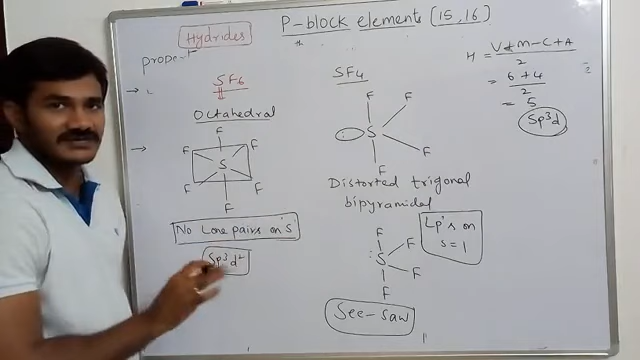 P-block elements [15,16]
Hydrides
SF6
Octahedral
F
F
F
S
F
F
F
No Lone pairs on 'S'
Sp³d²
SF4
F
F
S
F
F
Distorted trigonal
bipyramidal
F
F
:S
F
F
Lp's on
S=1
See-saw
H = V+M-C+A
2
= 6+4
2
= 5
Sp³d